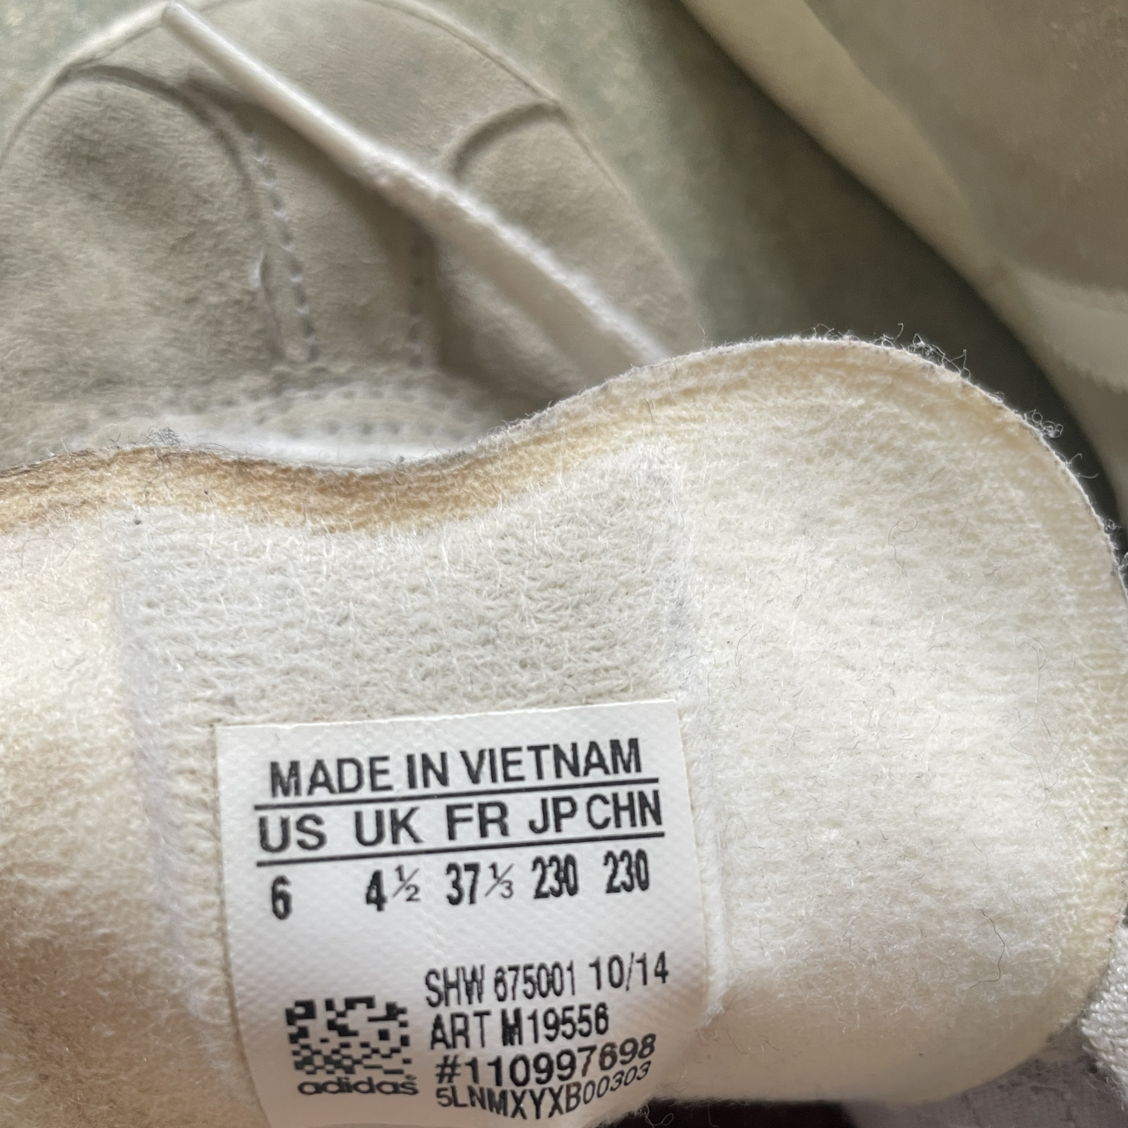 MADE IN VIETNAM
US UK FR JP CHN
6 4½ 37⅓ 230 230
SHW 675001 10/14
ART M19556
#110997698
5LNMXYXB00303
adidas